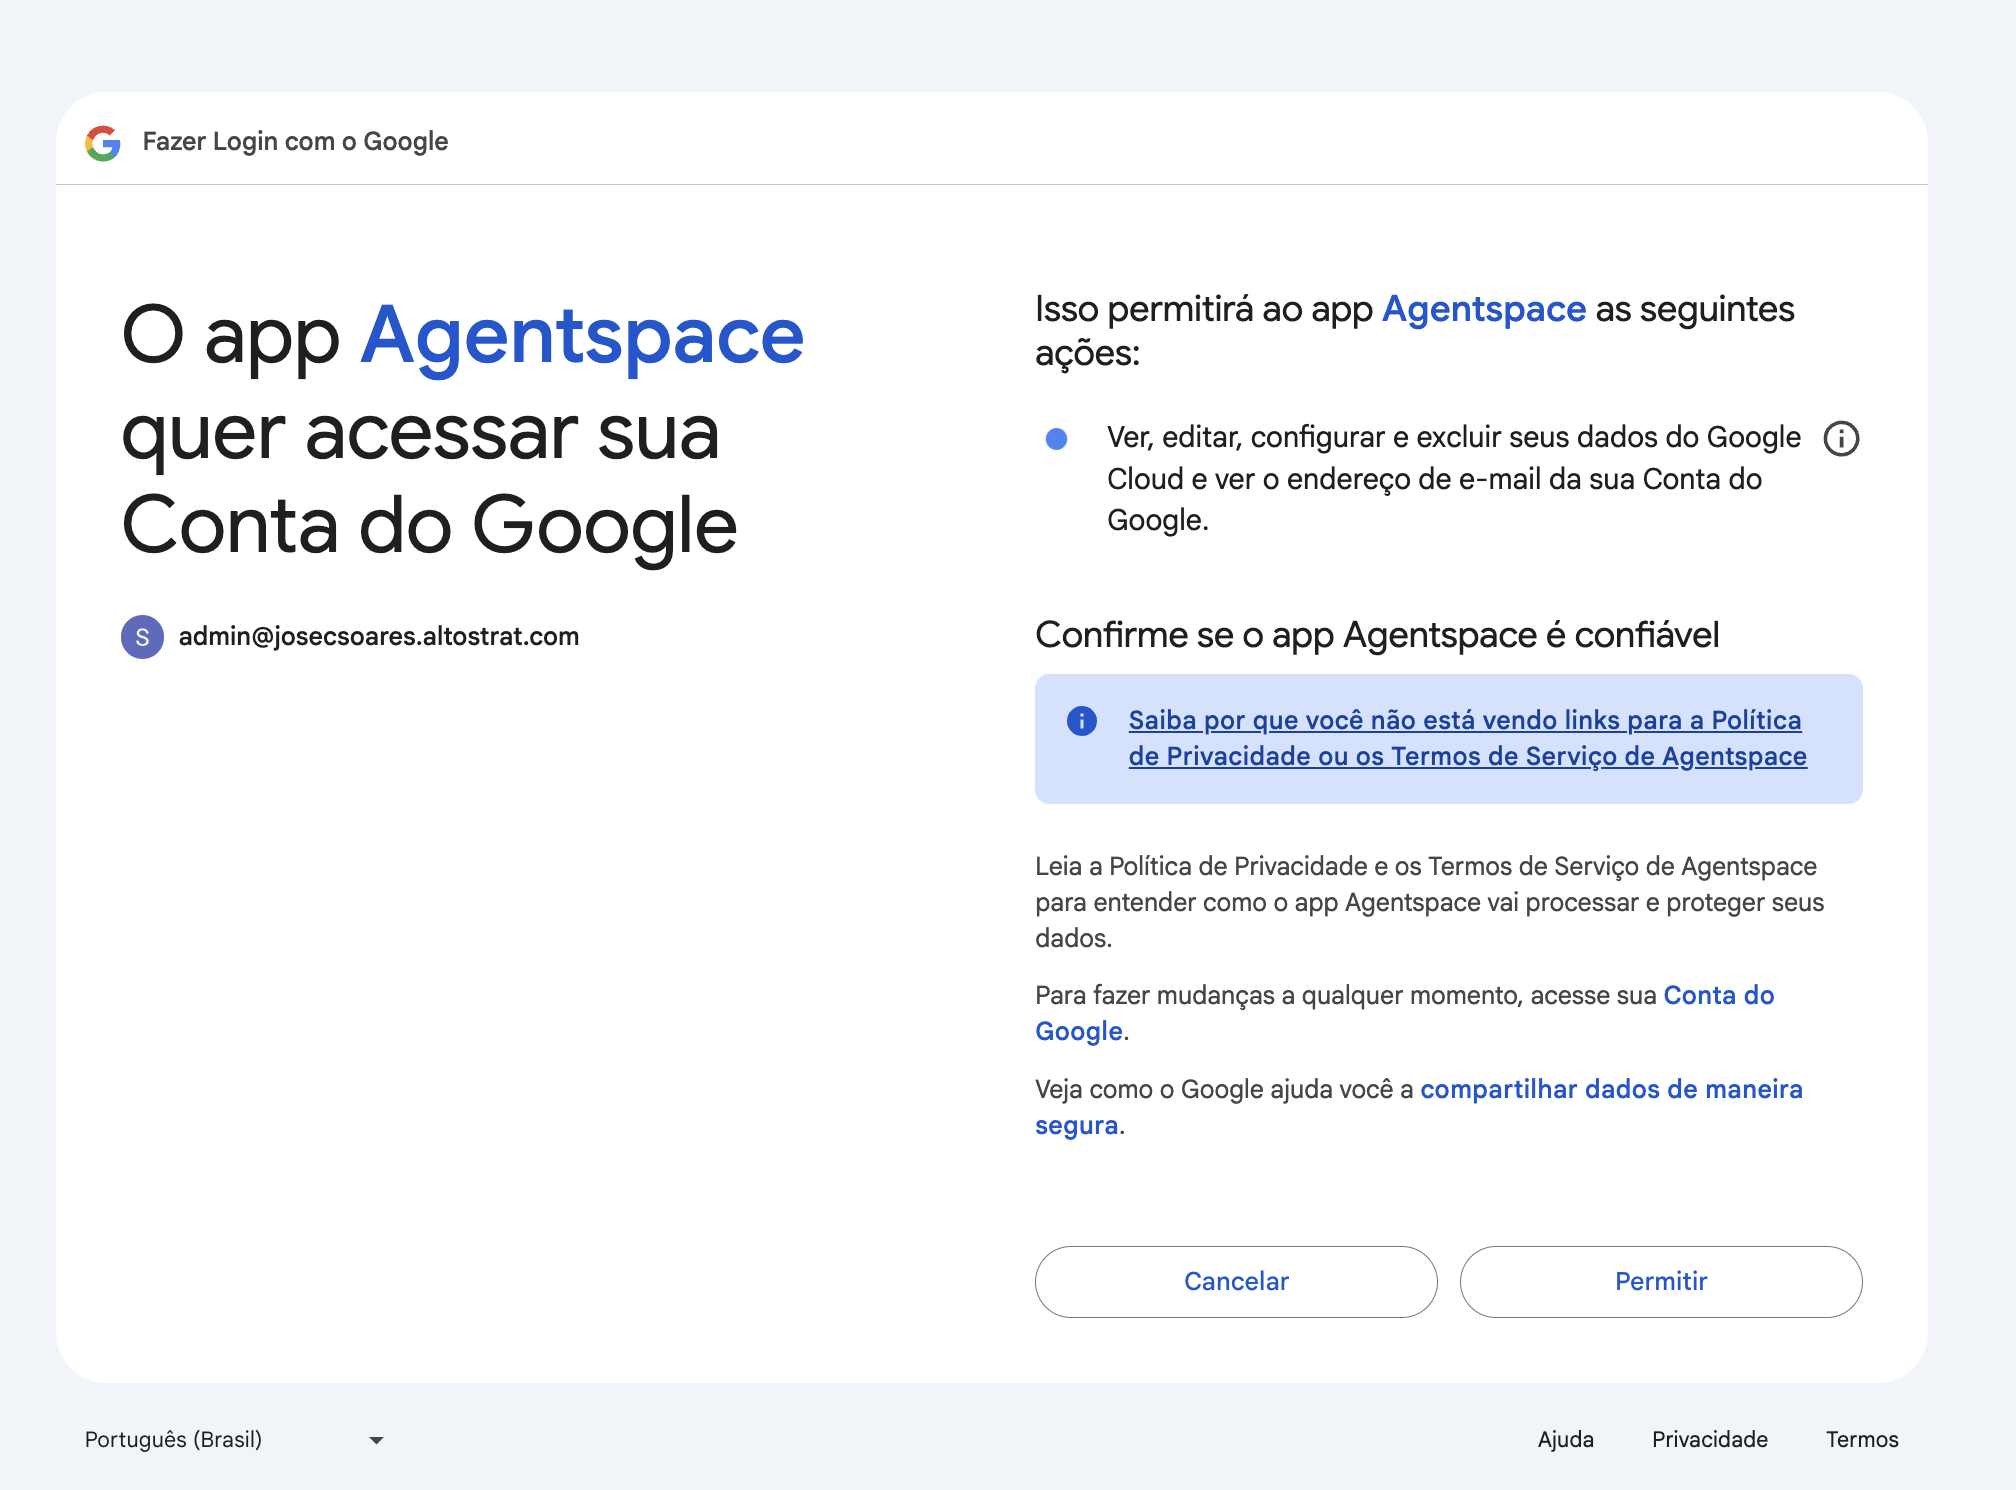 Fazer Login com o Google
O app Agentspace
quer acessar sua
Conta do Google
S admin@josecsoares.altostrat.com
Isso permitirá ao app Agentspace as seguintes
ações:
Ver, editar, configurar e excluir seus dados do Google
Cloud e ver o endereço de e-mail da sua Conta do
Google.
Confirme se o app Agentspace é confiável
Saiba por que você não está vendo links para a Política
de Privacidade ou os Termos de Serviço de Agentspace
Leia a Política de Privacidade e os Termos de Serviço de Agentspace
para entender como o app Agentspace vai processar e proteger seus
dados.
Para fazer mudanças a qualquer momento, acesse sua Conta do
Google.
Veja como o Google ajuda você a compartilhar dados de maneira
segura.
Cancelar
Permitir
Português (Brasil)
Ajuda
Privacidade
Termos